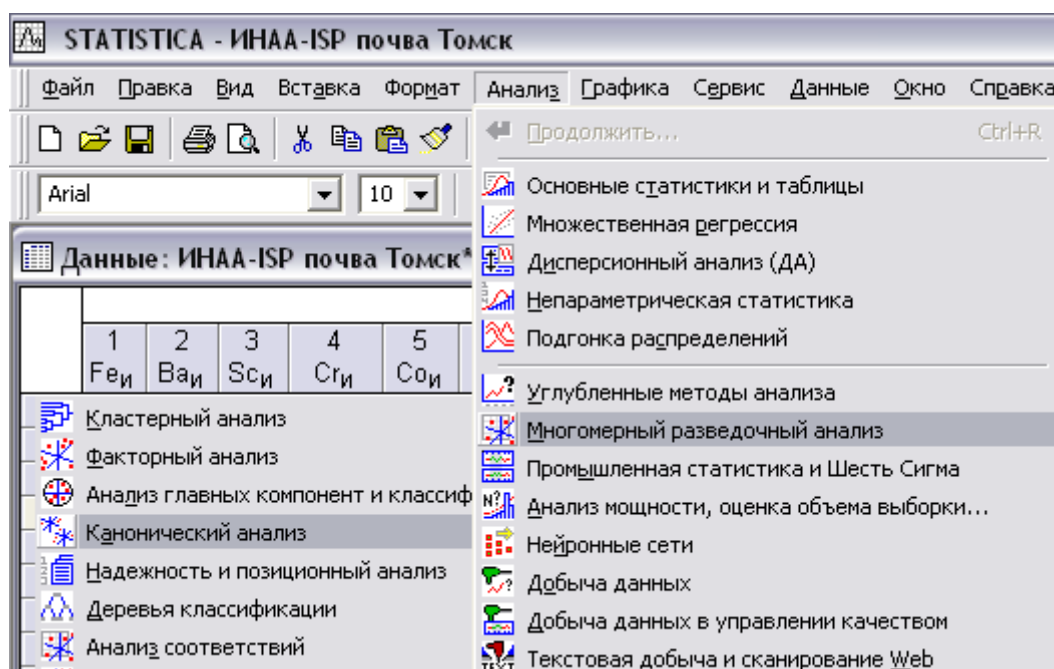 STATISTICA - ИНАА-ISP почва Томск
Файл Правка Вид Вставка Формат Анализ Графика Сервис Данные Окно Справка
Продолжить... Ctrl+R
Arial 10
Основные статистики и таблицы
Множественная регрессия
Дисперсионный анализ (ДА)
Непараметрическая статистика
Подгонка распределений
Углубленные методы анализа
Многомерный разведочный анализ
Промышленная статистика и Шесть Сигма
Анализ мощности, оценка объема выборки...
Нейронные сети
Добыча данных
Добыча данных в управлении качеством
Текстовая добыча и сканирование Web
Данные: ИНАА-ISP почва Томск*
1 2 3 4 5
Feи Baи Scи Crи Coи
Кластерный анализ
Факторный анализ
Анализ главных компонент и классиф
Канонический анализ
Надежность и позиционный анализ
Деревья классификации
Анализ соответствий